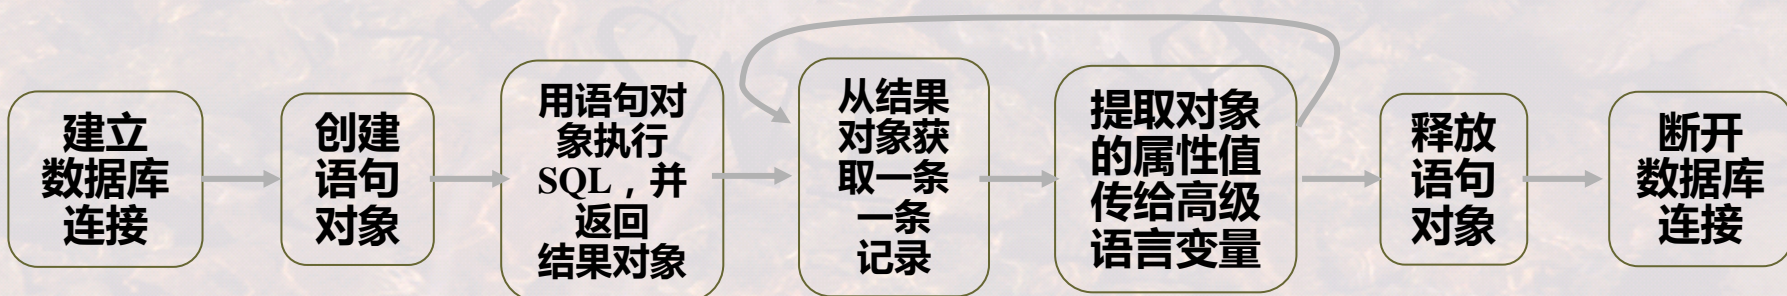 建立
数据库
连接
创建
语句
对象
用语句对
象执行
SQL，并
返回
结果对象
从结果
对象获
取一条
一条
记录
提取对象
的属性值
传给高级
语言变量
释放
语句
对象
断开
数据库
连接